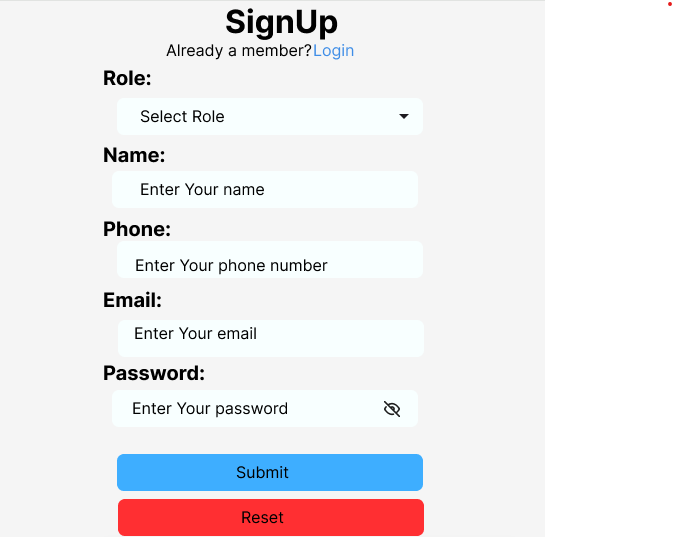 SignUp
Already a member?Login
Role:
Select Role
Name:
Enter Your name
Phone:
Enter Your phone number
Email:
Enter Your email
Password:
Enter Your password
Submit
Reset